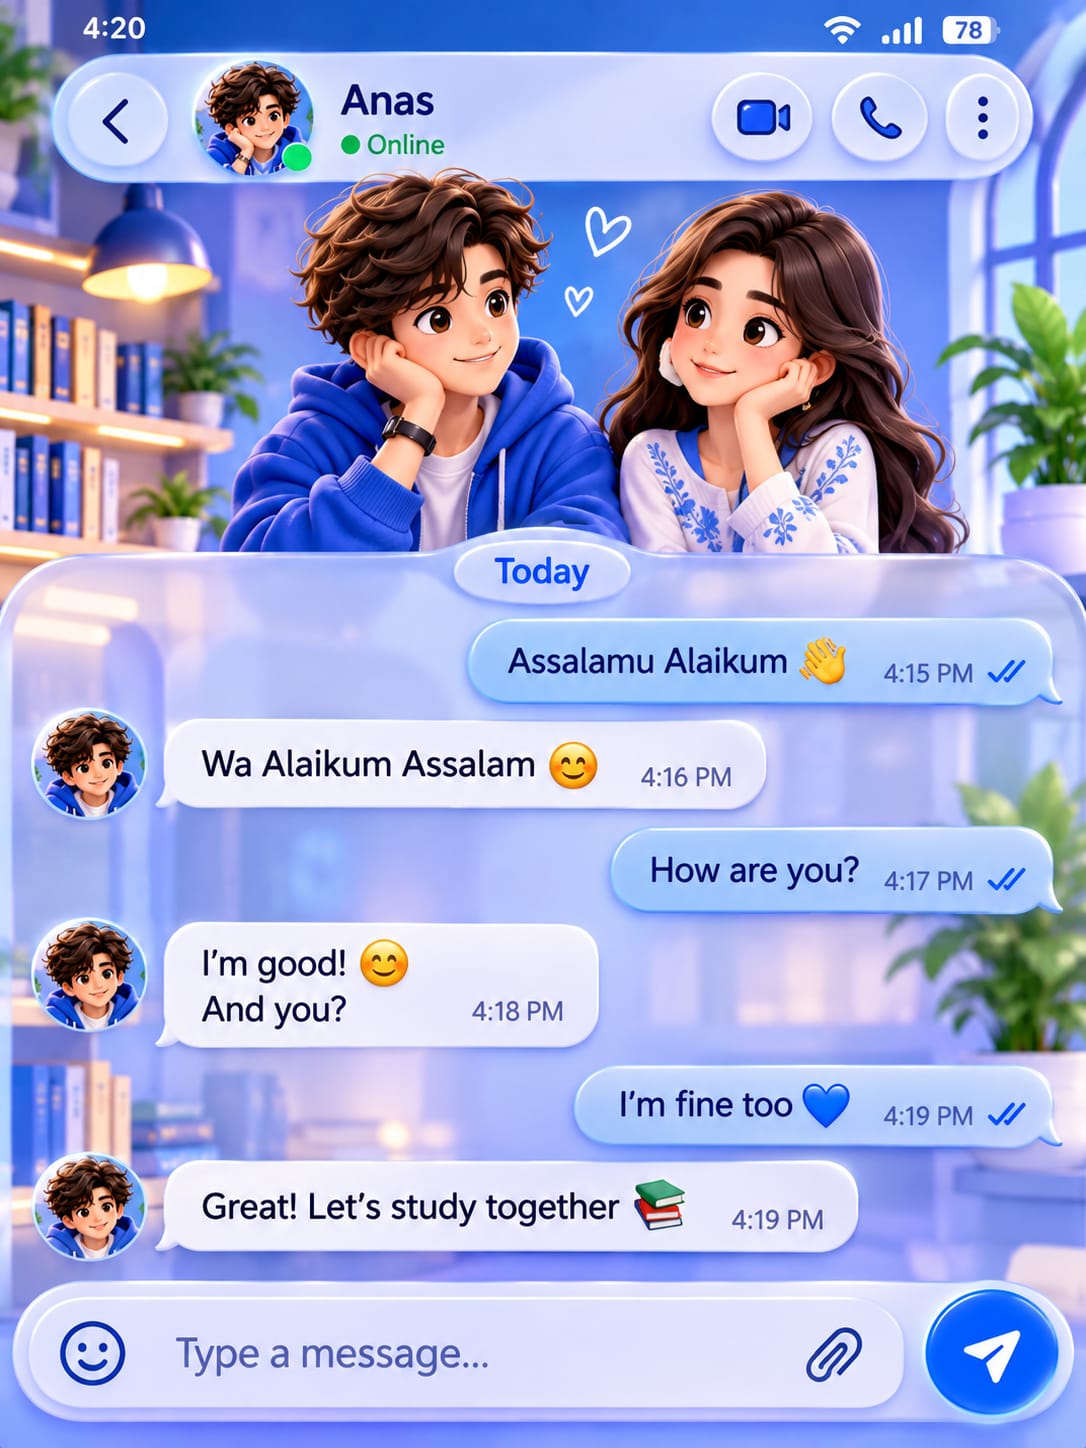 4:20
78
Anas
Online
Today
Assalamu Alaikum 👋 4:15 PM
Wa Alaikum Assalam 😊 4:16 PM
How are you? 4:17 PM
I'm good! 😊
And you? 4:18 PM
I'm fine too 💙 4:19 PM
Great! Let's study together 📚 4:19 PM
Type a message...